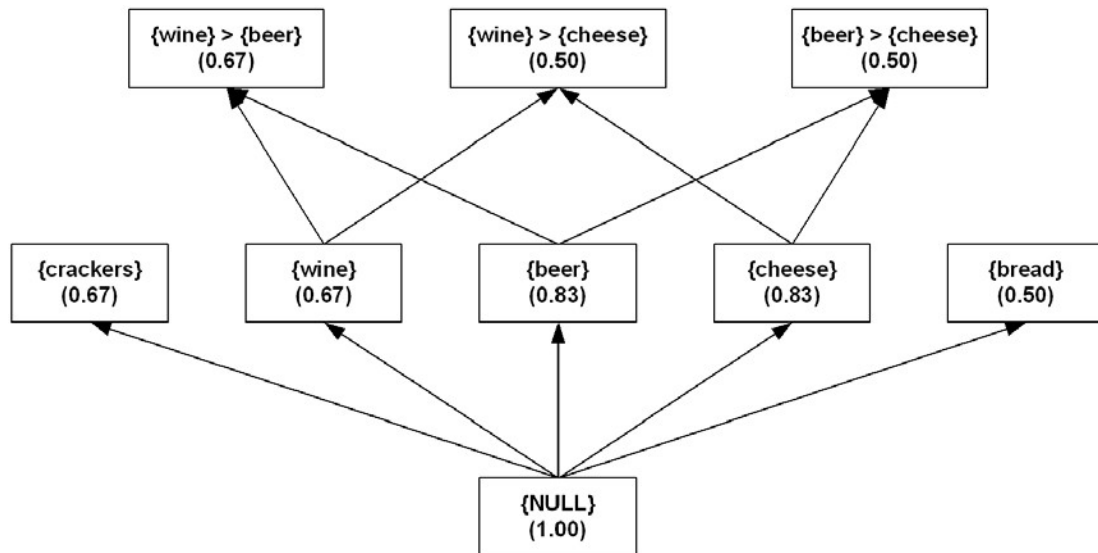 {wine} > {beer}
(0.67)
{wine} > {cheese}
(0.50)
{beer} > {cheese}
(0.50)
{crackers}
(0.67)
{wine}
(0.67)
{beer}
(0.83)
{cheese}
(0.83)
{bread}
(0.50)
{NULL}
(1.00)